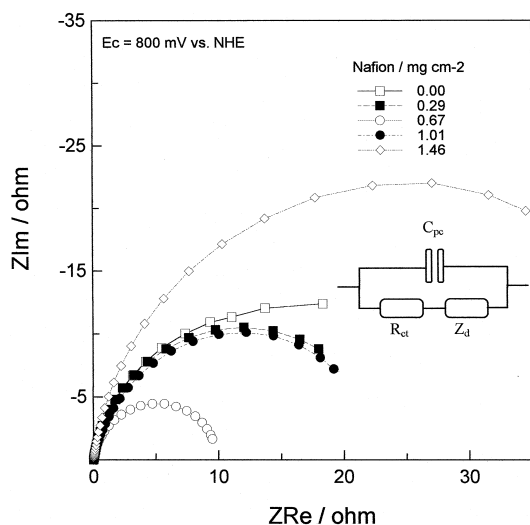 -35
Ec = 800 mV vs. NHE
Nafion / mg cm-2
0.00
0.29
0.67
1.01
1.46
-25
ZIm / ohm
Cpc
-15
Rct
Zd
-5
0
10
20
30
ZRe / ohm